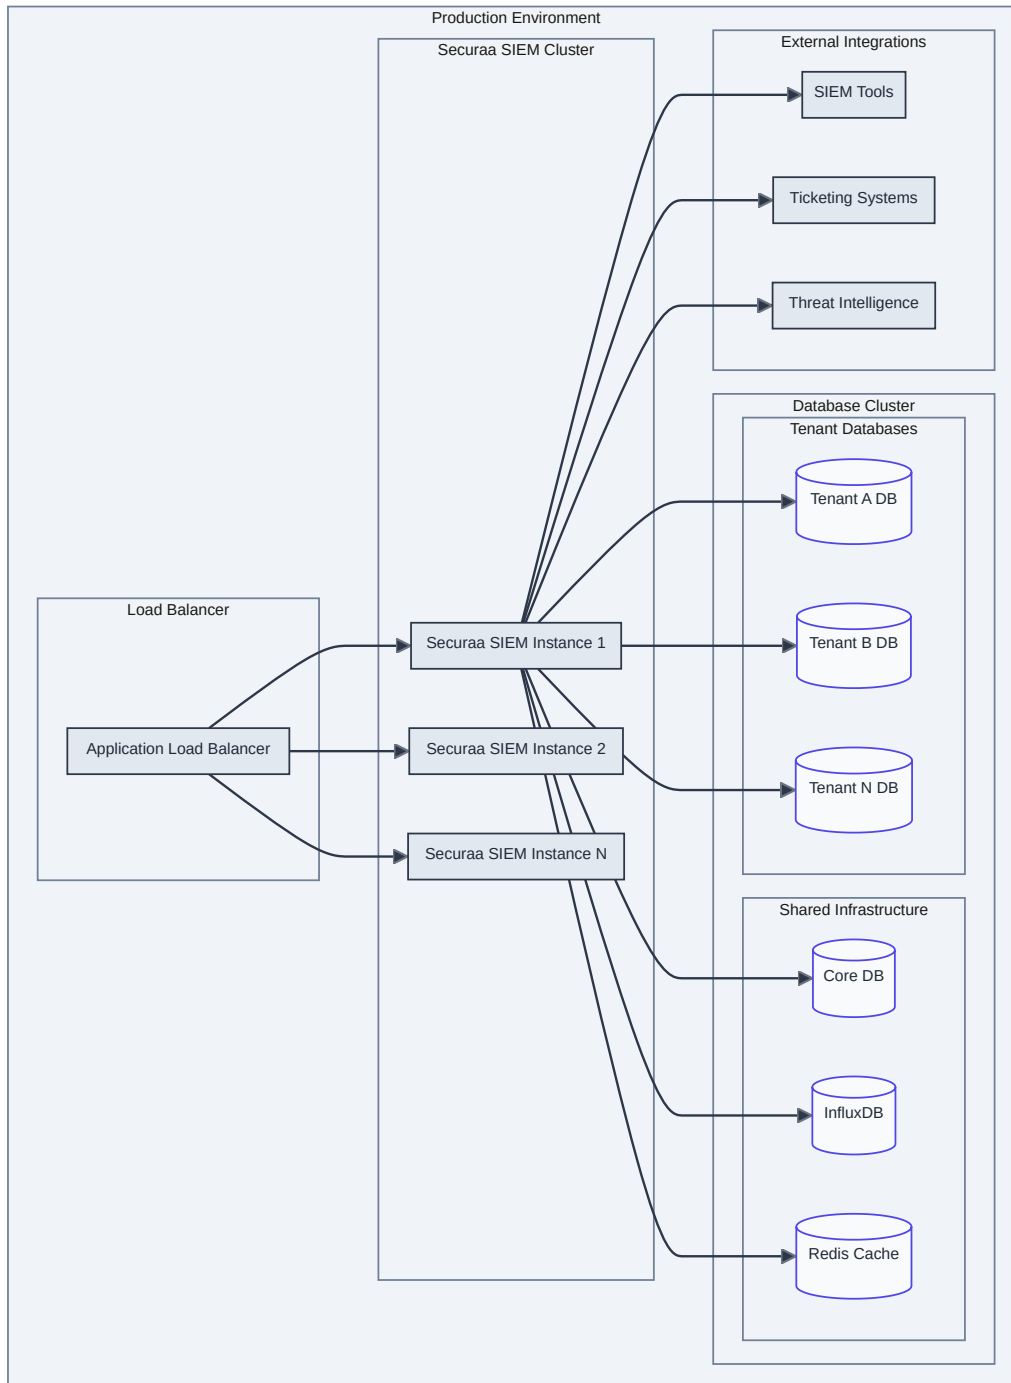 Production Environment
Securaa SIEM Cluster
External Integrations
SIEM Tools
Ticketing Systems
Threat Intelligence
Database Cluster
Tenant Databases
Tenant A DB
Load Balancer
Securaa SIEM Instance 1
Tenant B DB
Application Load Balancer
Securaa SIEM Instance 2
Tenant N DB
Securaa SIEM Instance N
Shared Infrastructure
Core DB
InfluxDB
Redis Cache